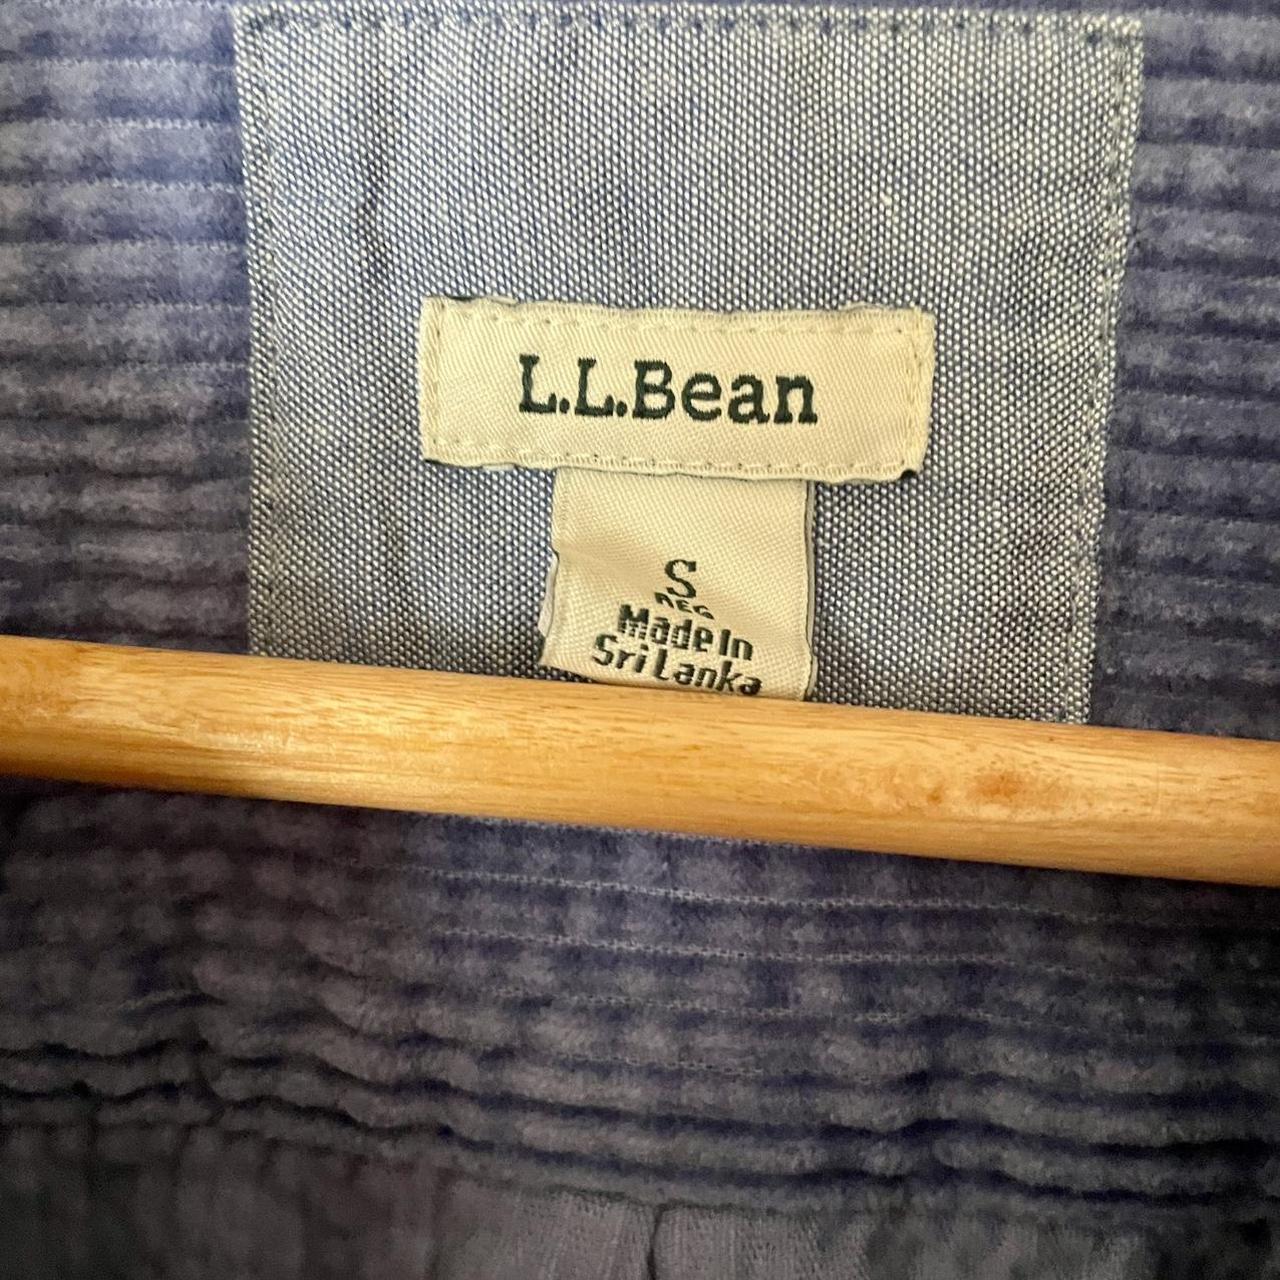 L.L.Bean
S
REG
Made In
Sri Lanka